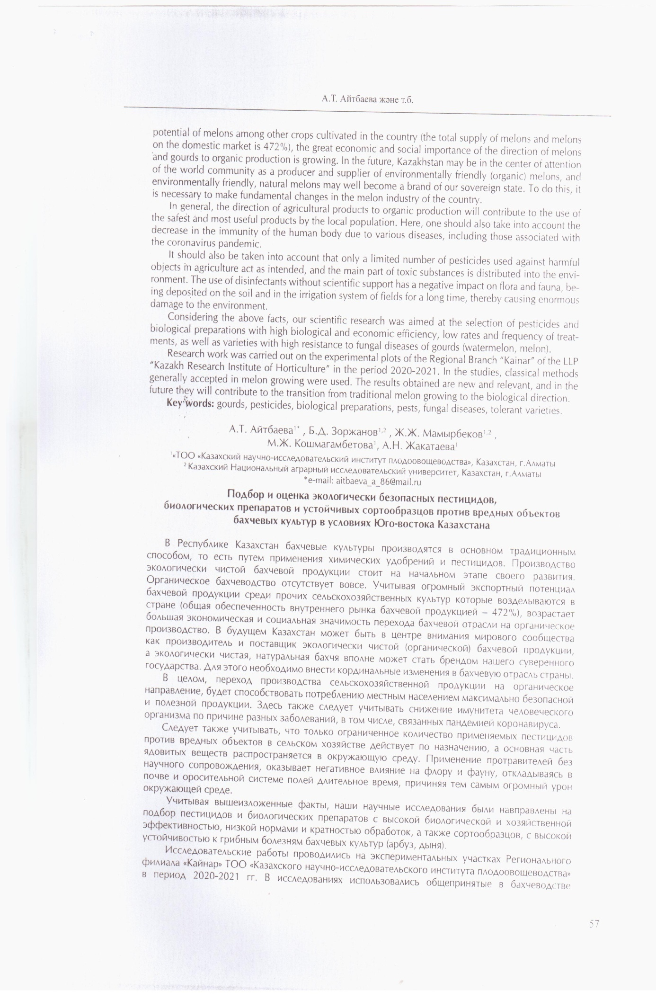 А.Т. Айтбаева және т.б.
potential of melons among other crops cultivated in the country (the total supply of melons and melons
on the domestic market is 472%), the great economic and social importance of the direction of melons
and gourds to organic production is growing. In the future, Kazakhstan may be in the center of attention
of the world community as a producer and supplier of environmentally friendly (organic) melons, and
environmentally friendly, natural melons may well become a brand of our sovereign state. To do this, it
is necessary to make fundamental changes in the melon industry of the country.
In general, the direction of agricultural products to organic production will contribute to the use of
the safest and most useful products by the local population. Here, one should also take into account the
decrease in the immunity of the human body due to various diseases, including those associated with
the coronavirus pandemic.
It should also be taken into account that only a limited number of pesticides used against harmful
objects in agriculture act as intended, and the main part of toxic substances is distributed into the envi-
ronment. The use of disinfectants without scientific support has a negative impact on flora and fauna, be-
ing deposited on the soil and in the irrigation system of fields for a long time, thereby causing enormous
damage to the environment.
Considering the above facts, our scientific research was aimed at the selection of pesticides and
biological preparations with high biological and economic efficiency, low rates and frequency of treat-
ments, as well as varieties with high resistance to fungal diseases of gourds (watermelon, melon).
Research work was carried out on the experimental plots of the Regional Branch "Kainar" of the LLP
"Kazakh Research Institute of Horticulture" in the period 2020-2021. In the studies, classical methods
generally accepted in melon growing were used. The results obtained are new and relevant, and in the
future they will contribute to the transition from traditional melon growing to the biological direction.
Key words: gourds, pesticides, biological preparations, pests, fungal diseases, tolerant varieties.
А.Т. Айтбаева¹* , Б.Д. Зоржанов¹·² , Ж.Ж. Мамырбеков¹·² ,
М.Ж. Кошмагамбетова¹, А.Н. Жакатаева¹
¹«ТОО «Казахский научно-исследовательский институт плодоовощеводства», Казахстан, г.Алматы
² Казахский Национальный аграрный исследовательский университет, Казахстан, г.Алматы
*e-mail: aitbaeva_a_86@mail.ru
Подбор и оценка экологически безопасных пестицидов,
биологических препаратов и устойчивых сортообразцов против вредных объектов
бахчевых культур в условиях Юго-востока Казахстана
В Республике Казахстан бахчевые культуры производятся в основном традиционным
способом, то есть путем применения химических удобрений и пестицидов. Производство
экологически чистой бахчевой продукции стоит на начальном этапе своего развития.
Органическое бахчеводство отсутствует вовсе. Учитывая огромный экспортный потенциал
бахчевой продукции среди прочих сельскохозяйственных культур которые возделываются в
стране (общая обеспеченность внутреннего рынка бахчевой продукцией – 472%), возрастает
большая экономическая и социальная значимость перехода бахчевой отрасли на органическое
производство. В будущем Казахстан может быть в центре внимания мирового сообщества
как производитель и поставщик экологически чистой (органической) бахчевой продукции,
а экологически чистая, натуральная бахчя вполне может стать брендом нашего суверенного
государства. Для этого необходимо внести кординальные изменения в бахчевую отрасль страны.
В целом, переход производства сельскохозяйственной продукции на органическое
направление, будет способствовать потреблению местным населением максимально безопасной
и полезной продукции. Здесь также следует учитывать снижение имунитета человеческого
организма по причине разных заболеваний, в том числе, связанных пандемией коронавируса.
Следует также учитывать, что только ограниченное количество применяемых пестицидов
против вредных объектов в сельском хозяйстве действует по назначению, а основная часть
ядовитых веществ распространяется в окружающую среду. Применение протравителей без
научного сопровождения, оказывает негативное влияние на флору и фауну, откладываясь в
почве и оросительной системе полей длительное время, причиняя тем самым огромный урон
окружающей среде.
Учитывая вышеизложенные факты, наши научные исследования были навправлены на
подбор пестицидов и биологических препаратов с высокой биологической и хозяйственной
эффективностью, низкой нормами и кратностью обработок, а также сортообразцов, с высокой
устойчивостью к грибным болезням бахчевых культур (арбуз, дыня).
Исследовательские работы проводились на экспериментальных участках Регионального
филиала «Кайнар» ТОО «Казахского научно-исследовательского института плодоовощеводства»
в период 2020-2021 гг. В исследованиях использовались общепринятые в бахчеводстве
57